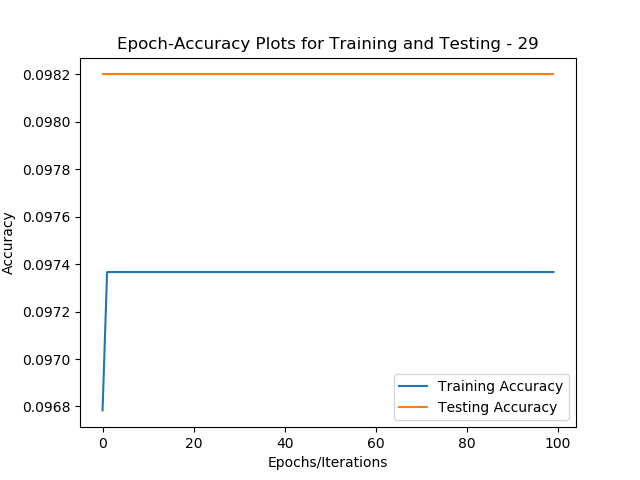 Epoch-Accuracy Plots for Training and Testing - 29
0.0982
0.0980
0.0978
0.0976
0.0974
0.0972
0.0970
0.0968
Accuracy
0
20
40
60
80
100
Epochs/Iterations
Training Accuracy
Testing Accuracy